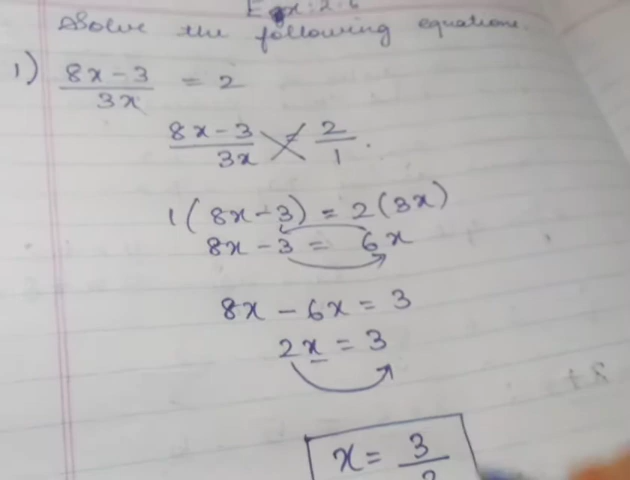 Ex: 2.6
Solve the following equations.
1) 8x-3/3x = 2
8x-3/3x = 2/1.
1(8x-3) = 2(3x)
8x-3 = 6x
8x - 6x = 3
2x = 3
x = 3/2